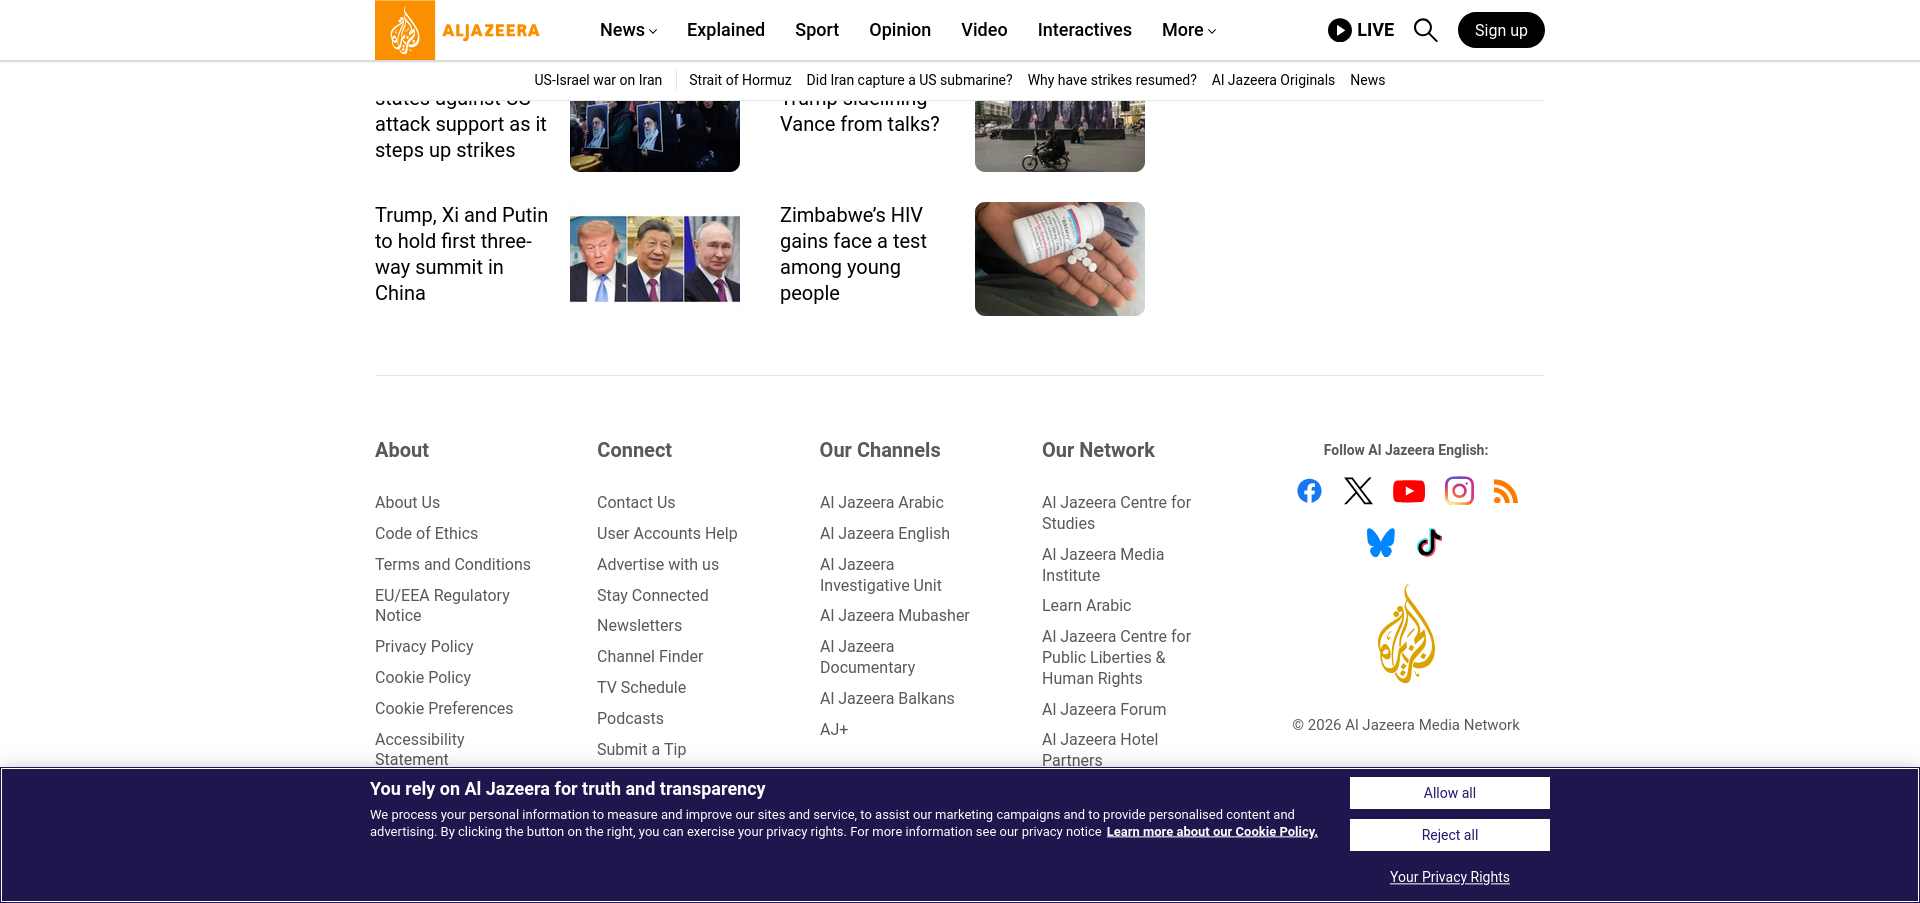 ALJAZEERA
News
Explained
Sport
Opinion
Video
Interactives
More
LIVE
Sign up
US-Israel war on Iran
Strait of Hormuz
Did Iran capture a US submarine?
Why have strikes resumed?
Al Jazeera Originals
News
states against US
attack support as it
steps up strikes
Trump sidelining
Vance from talks?
Trump, Xi and Putin
to hold first three-
way summit in
China
Zimbabwe’s HIV
gains face a test
among young
people
About
About Us
Code of Ethics
Terms and Conditions
EU/EEA Regulatory
Notice
Privacy Policy
Cookie Policy
Cookie Preferences
Accessibility
Statement
Connect
Contact Us
User Accounts Help
Advertise with us
Stay Connected
Newsletters
Channel Finder
TV Schedule
Podcasts
Submit a Tip
Our Channels
Al Jazeera Arabic
Al Jazeera English
Al Jazeera
Investigative Unit
Al Jazeera Mubasher
Al Jazeera
Documentary
Al Jazeera Balkans
AJ+
Our Network
Al Jazeera Centre for
Studies
Al Jazeera Media
Institute
Learn Arabic
Al Jazeera Centre for
Public Liberties &
Human Rights
Al Jazeera Forum
Al Jazeera Hotel
Partners
Follow Al Jazeera English:
© 2026 Al Jazeera Media Network
You rely on Al Jazeera for truth and transparency
We process your personal information to measure and improve our sites and service, to assist our marketing campaigns and to provide personalised content and
advertising. By clicking the button on the right, you can exercise your privacy rights. For more information see our privacy notice Learn more about our Cookie Policy.
Allow all
Reject all
Your Privacy Rights